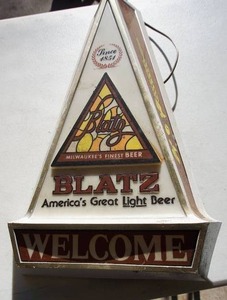 Since
1851
Blatz
MILWAUKEE'S FINEST BEER
BLATZ
America's Great Light Beer
WELCOME